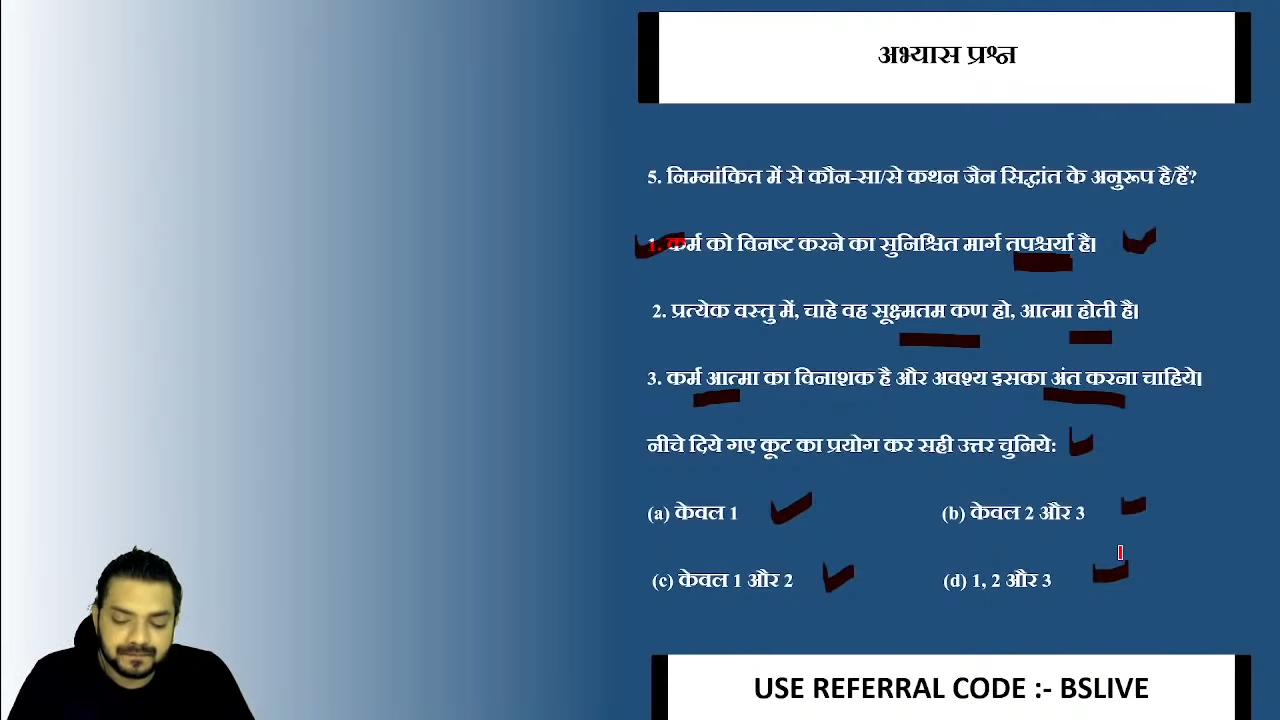 अभ्यास प्रश्न
5. निम्नांकित में से कौन-सा/से कथन जैन सिद्धांत के अनुरूप है/हैं?
1. कर्म को विनष्ट करने का सुनिश्चित मार्ग तपश्चर्या है।
2. प्रत्येक वस्तु में, चाहे वह सूक्ष्मतम कण हो, आत्मा होती है।
3. कर्म आत्मा का विनाशक है और अवश्य इसका अंत करना चाहिये।
नीचे दिये गए कूट का प्रयोग कर सही उत्तर चुनिये:
(a) केवल 1 (b) केवल 2 और 3
(c) केवल 1 और 2 (d) 1, 2 और 3
USE REFERRAL CODE :- BSLIVE